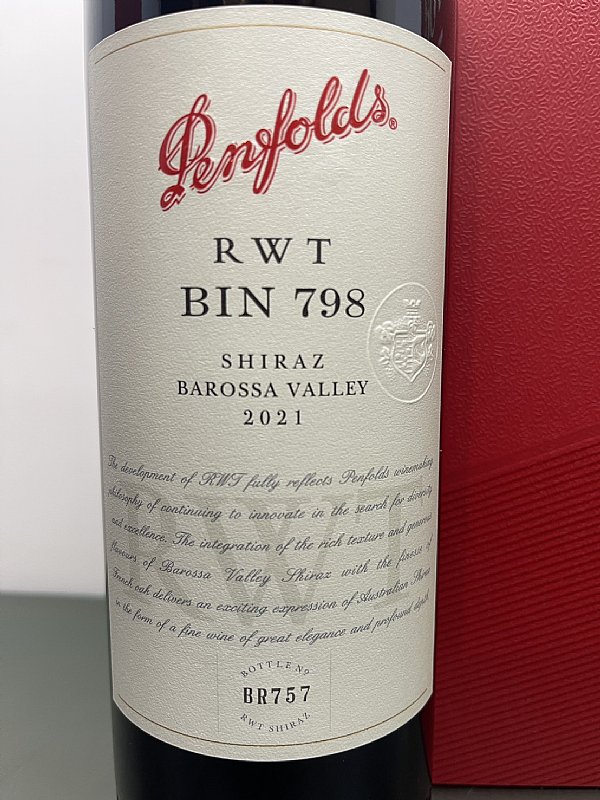 Penfolds®
RWT
BIN 798
SHIRAZ
BAROSSA VALLEY
2021
The development of RWT fully reflects Penfolds winemaking
philosophy of continuing to innovate in the search for diversity
and excellence. The integration of the rich texture and generous
flavours of Barossa Valley Shiraz with the finesse of
French oak delivers an exciting expression of Australian Shiraz
in the form of a fine wine of great elegance and profound depth
RWT
BOTTLE No
BR757
RWT SHIRAZ